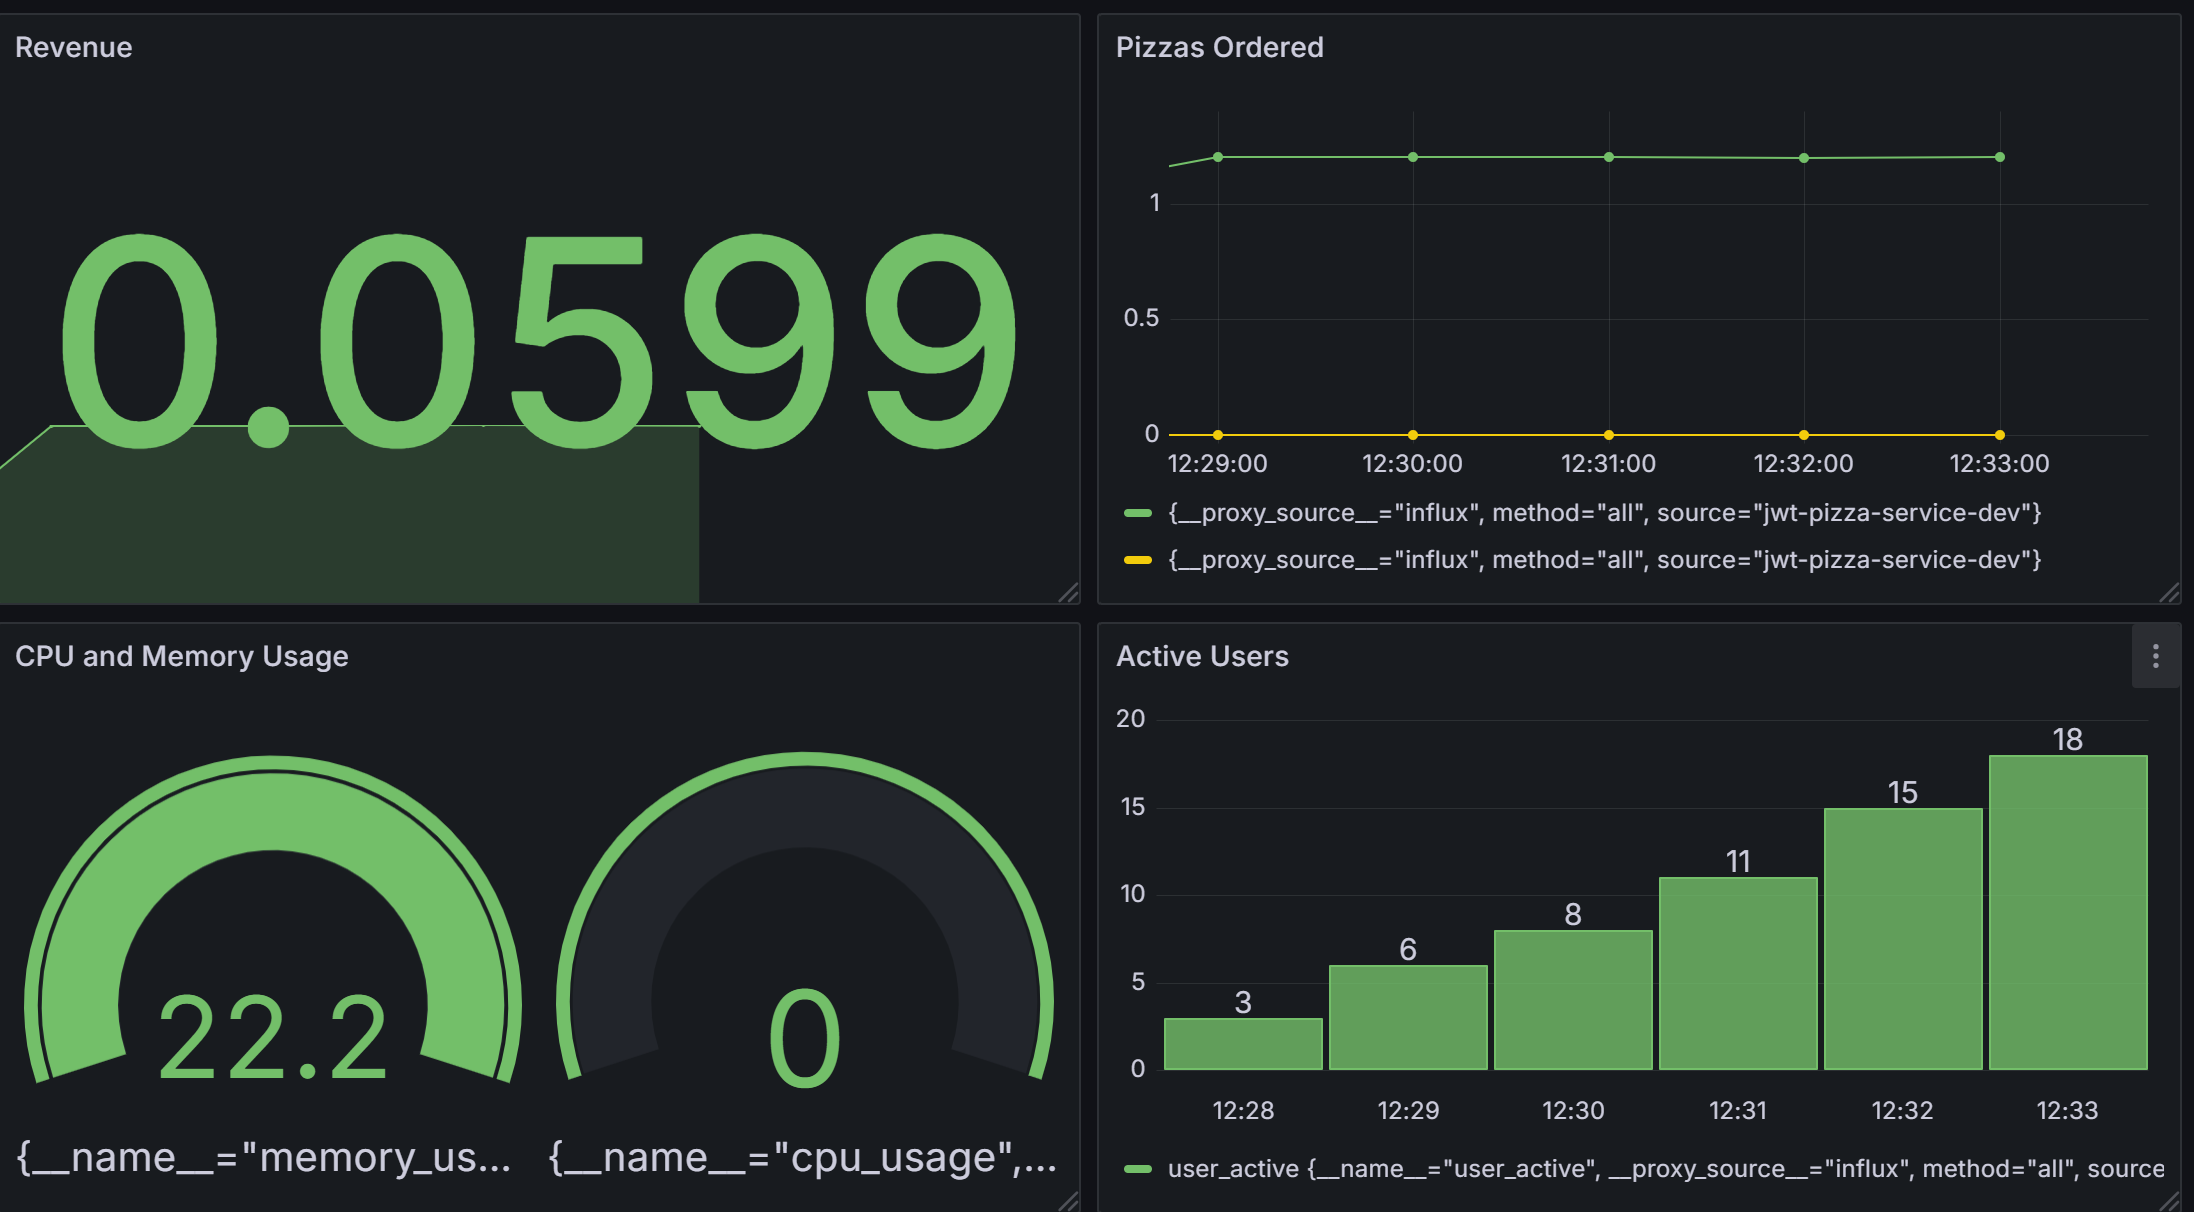 Revenue
0.0599
Pizzas Ordered
1
0.5
0
12:29:00 12:30:00 12:31:00 12:32:00 12:33:00
{__proxy_source__="influx", method="all", source="jwt-pizza-service-dev"}
{__proxy_source__="influx", method="all", source="jwt-pizza-service-dev"}
CPU and Memory Usage
22.2
{__name__="memory_us...
0
{__name__="cpu_usage",...
Active Users
20
15
10
5
0
3
6
8
11
15
18
12:28 12:29 12:30 12:31 12:32 12:33
user_active {__name__="user_active", __proxy_source__="influx", method="all", source